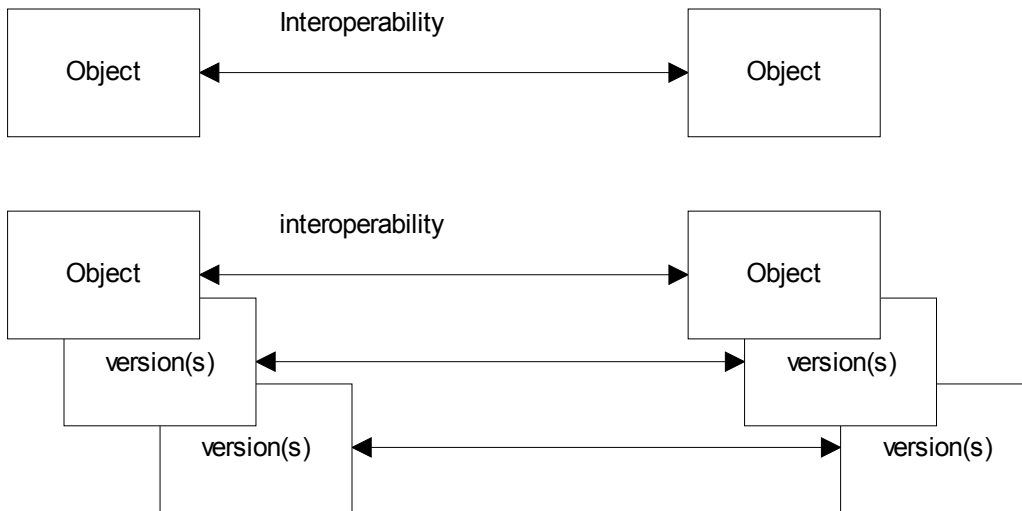 Interoperability
Object
Object
interoperability
Object
Object
version(s)
version(s)
version(s)
version(s)